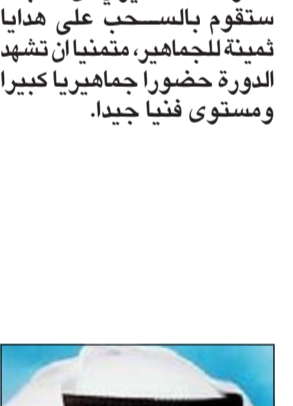 ستقوم بالسحب على هدايا
ثمينة للجماهير، متمنيا ان تشهد
الدورة حضورا جماهيريا كبيرا
ومستوى فنيا جيدا.